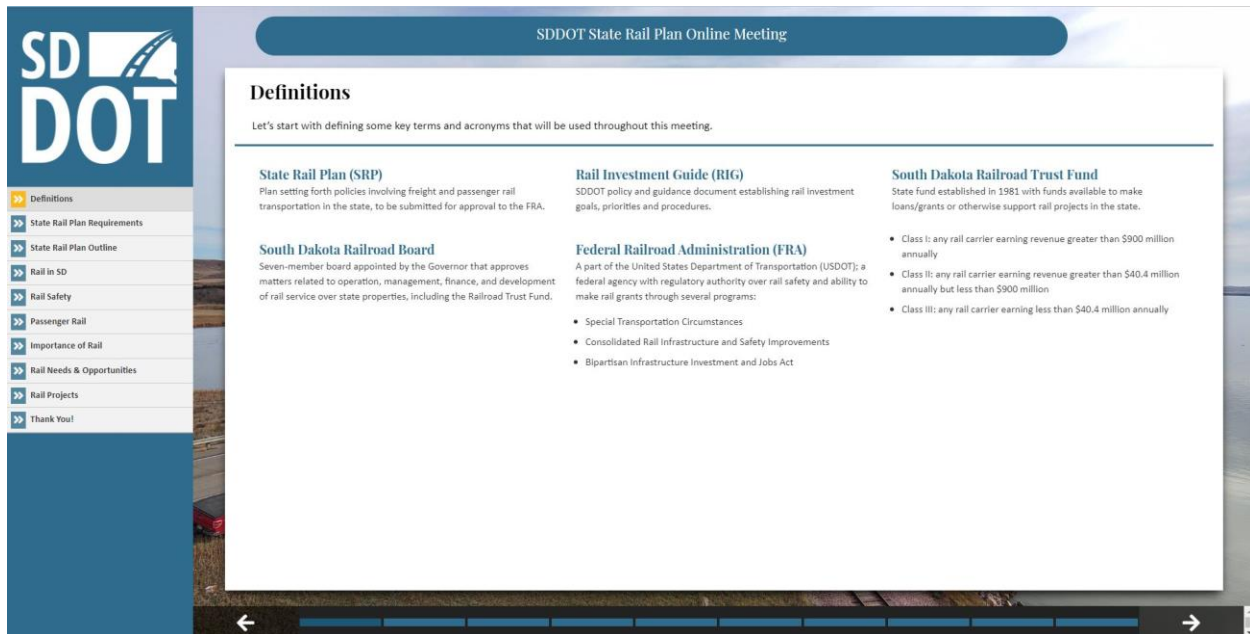 SD
DOT
SDDOT State Rail Plan Online Meeting
Definitions
State Rail Plan Requirements
State Rail Plan Outline
Rail in SD
Rail Safety
Passenger Rail
Importance of Rail
Rail Needs & Opportunities
Rail Projects
Thank You!
Definitions
Let's start with defining some key terms and acronyms that will be used throughout this meeting.
State Rail Plan (SRP)
Plan setting forth policies involving freight and passenger rail
transportation in the state, to be submitted for approval to the FRA.
South Dakota Railroad Board
Seven-member board appointed by the Governor that approves
matters related to operation, management, finance, and development
of rail service over state properties, including the Railroad Trust Fund.
Rail Investment Guide (RIG)
SDDOT policy and guidance document establishing rail investment
goals, priorities and procedures.
Federal Railroad Administration (FRA)
A part of the United States Department of Transportation (USDOT); a
federal agency with regulatory authority over rail safety and ability to
make rail grants through several programs:
• Special Transportation Circumstances
• Consolidated Rail Infrastructure and Safety Improvements
• Bipartisan Infrastructure Investment and Jobs Act
South Dakota Railroad Trust Fund
State fund established in 1981 with funds available to make
loans/grants or otherwise support rail projects in the state.
• Class I: any rail carrier earning revenue greater than $900 million
annually
• Class II: any rail carrier earning revenue greater than $40.4 million
annually but less than $900 million
• Class III: any rail carrier earning less than $40.4 million annually